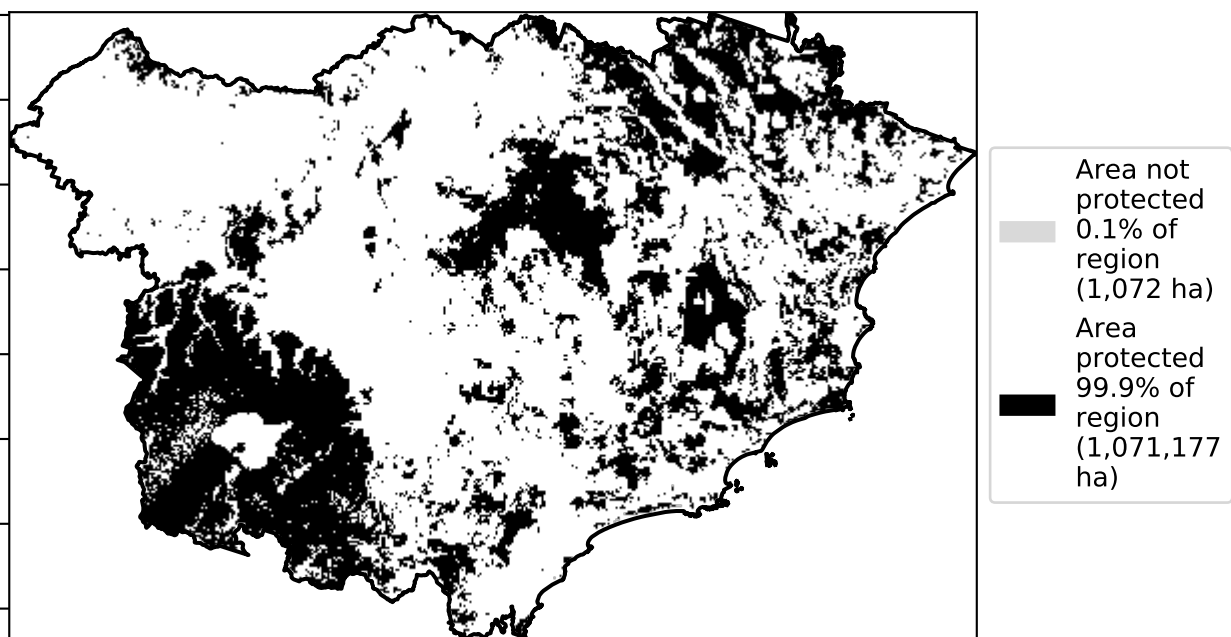 Area not
protected
0.1% of
region
(1,072 ha)
Area
protected
99.9% of
region
(1,071,177
ha)